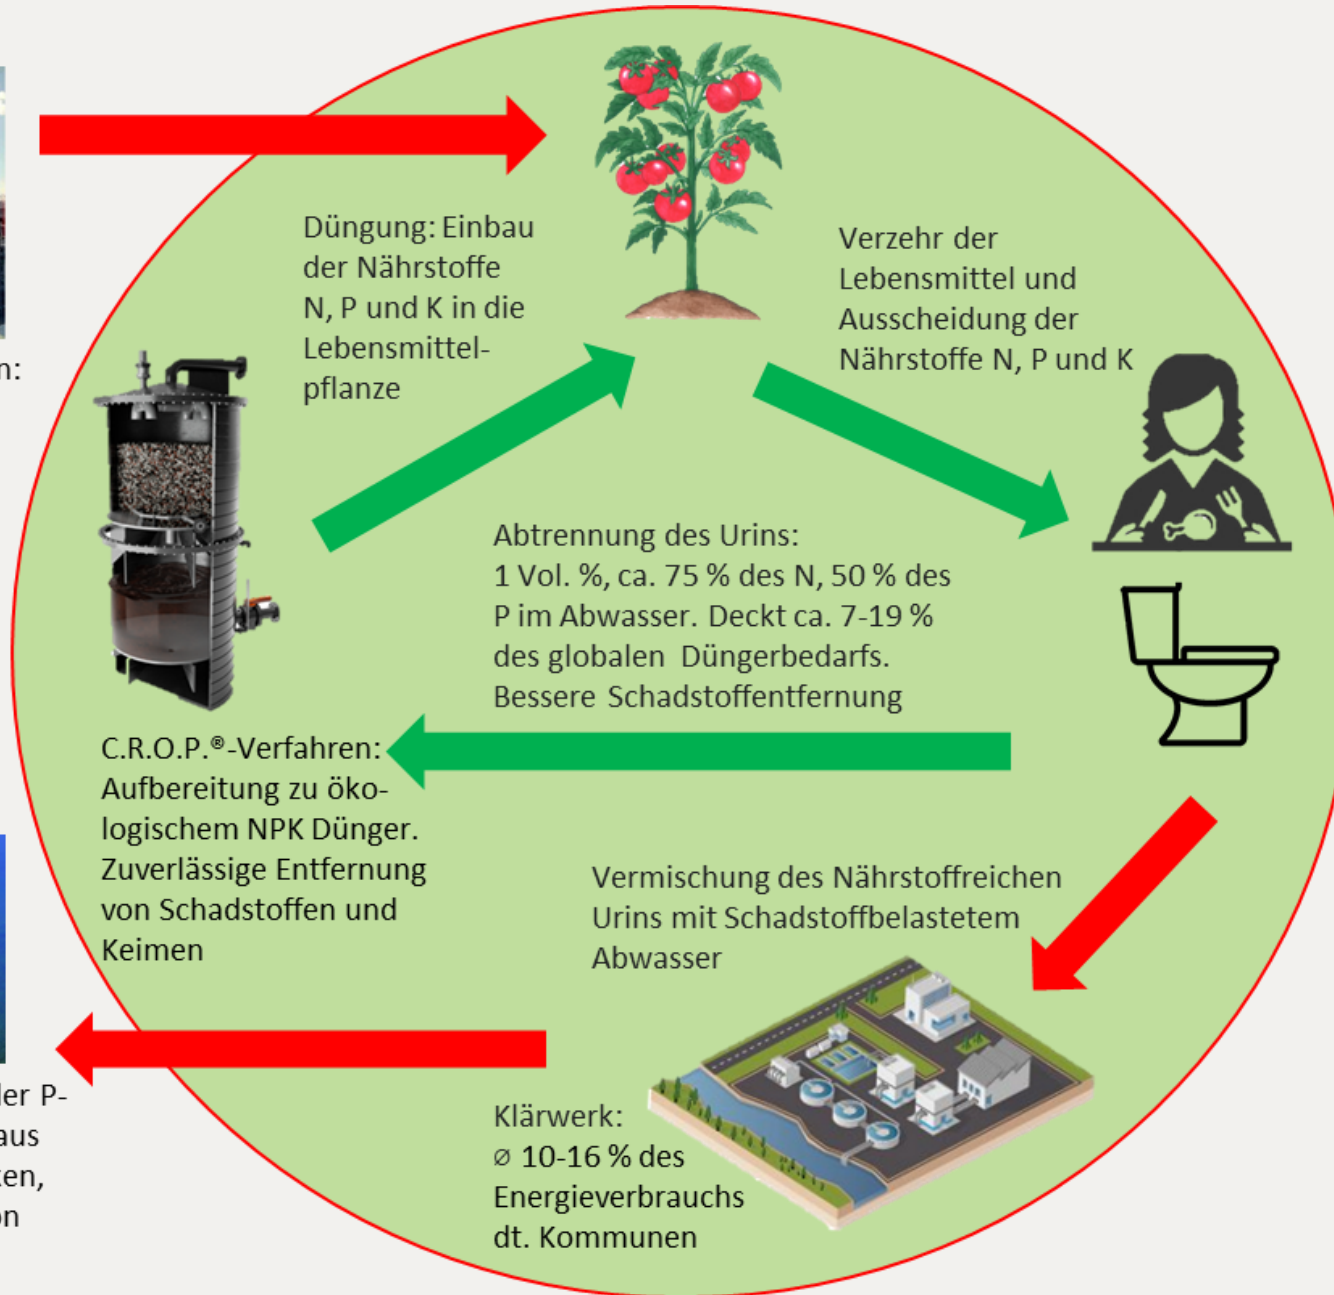 Düngung: Einbau
der Nährstoffe
N, P und K in die
Lebensmittel-
pflanze
Verzehr der
Lebensmittel und
Ausscheidung der
Nährstoffe N, P und K
n:
Abtrennung des Urins:
1 Vol. %, ca. 75 % des N, 50 % des
P im Abwasser. Deckt ca. 7-19 %
des globalen Düngerbedarfs.
Bessere Schadstoffentfernung
C.R.O.P.®-Verfahren:
Aufbereitung zu öko-
logischem NPK Dünger.
Zuverlässige Entfernung
von Schadstoffen und
Keimen
Vermischung des Nährstoffreichen
Urins mit Schadstoffbelastetem
Abwasser
ler P-
aus
ten,
on
Klärwerk:
⌀ 10-16 % des
Energieverbrauchs
dt. Kommunen